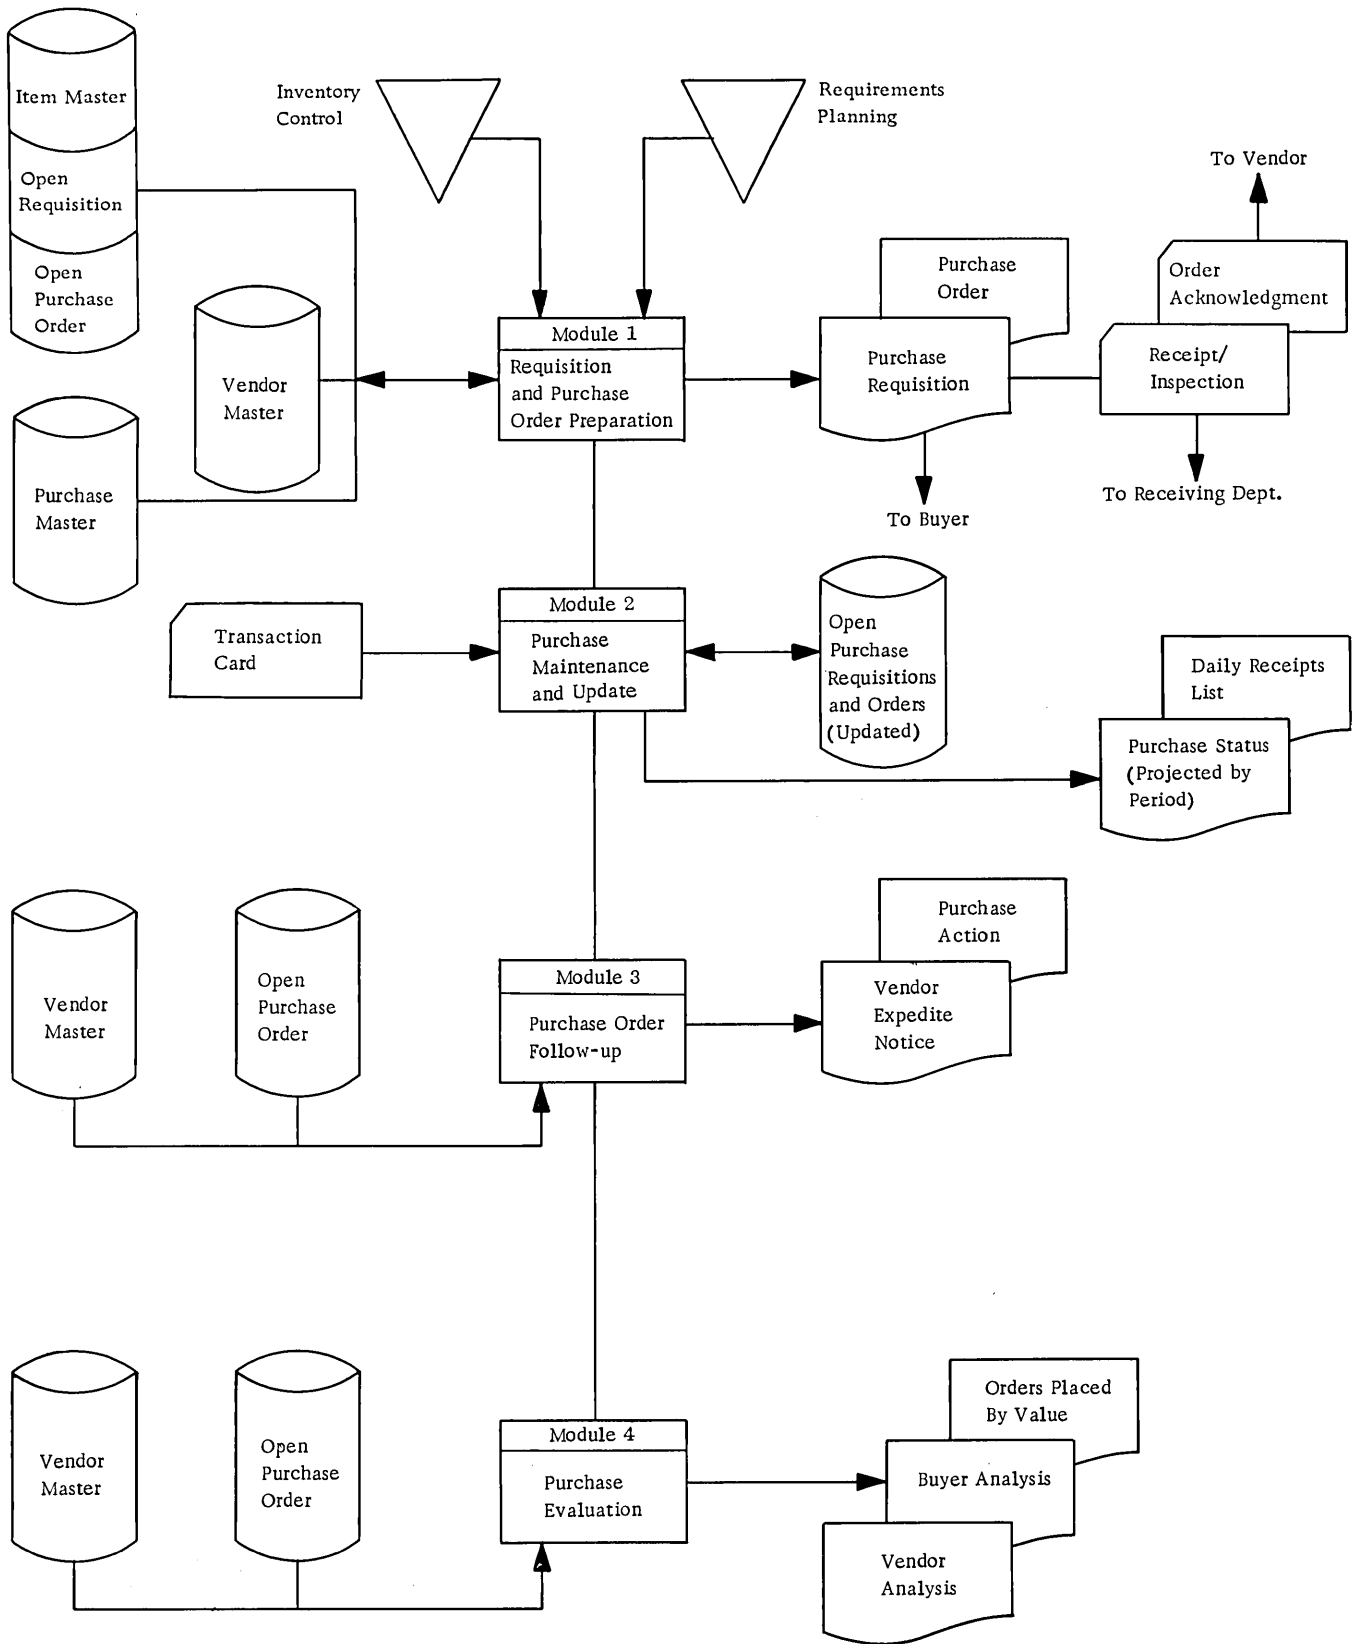 Item Master
Open
Requisition
Open
Purchase
Order
Inventory
Control
Requirements
Planning
To Vendor
Vendor
Master
Purchase
Master
Module 1
Requisition
and Purchase
Order Preparation
Purchase
Order
Purchase
Requisition
Order
Acknowledgment
Receipt/
Inspection
To Buyer
To Receiving Dept.
Transaction
Card
Module 2
Purchase
Maintenance
and Update
Open
Purchase
Requisitions
and Orders
(Updated)
Daily Receipts
List
Purchase Status
(Projected by
Period)
Vendor
Master
Open
Purchase
Order
Module 3
Purchase Order
Follow-up
Purchase
Action
Vendor
Expedite
Notice
Vendor
Master
Open
Purchase
Order
Module 4
Purchase
Evaluation
Orders Placed
By Value
Buyer Analysis
Vendor
Analysis